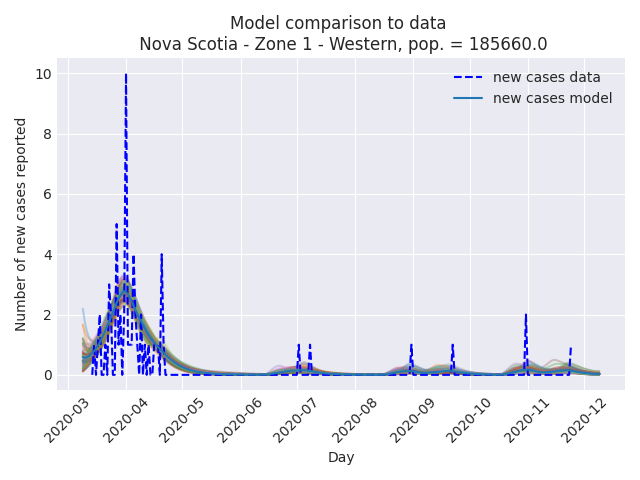 Model comparison to data
Nova Scotia - Zone 1 - Western, pop. = 185660.0
new cases data
new cases model
Number of new cases reported
10
8
6
4
2
0
2020-03
2020-04
2020-05
2020-06
2020-07
2020-08
2020-09
2020-10
2020-11
2020-12
Day